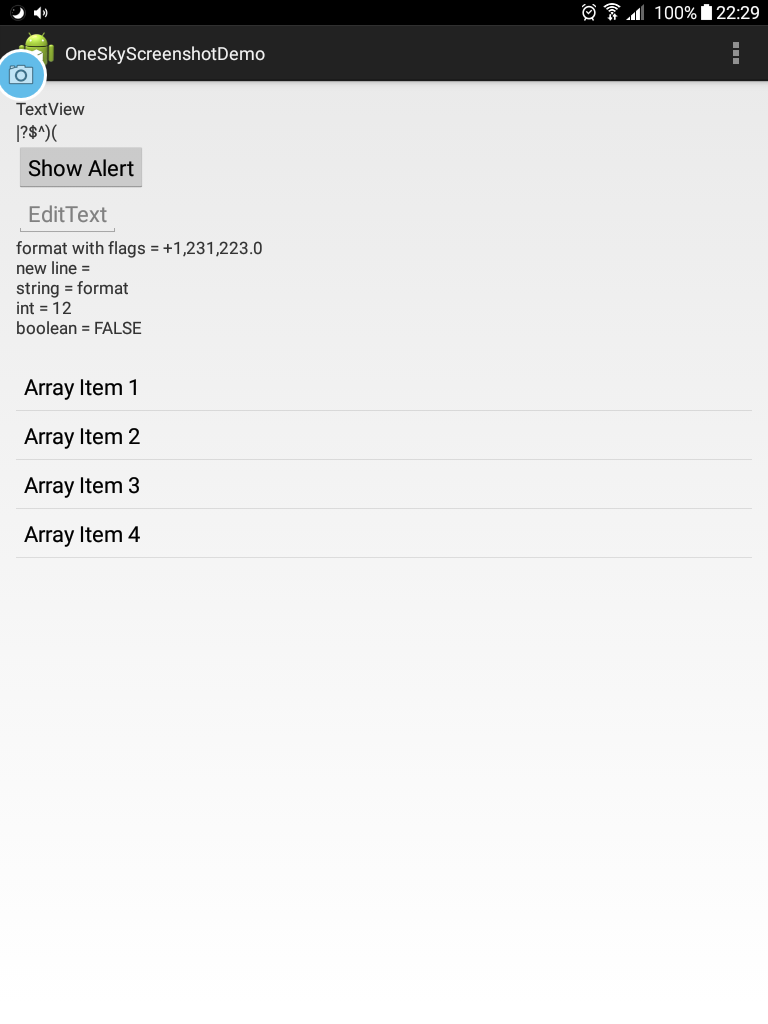 100% 22:29
OneSkyScreenshotDemo
TextView
|?$^)(
Show Alert
EditText
format with flags = +1,231,223.0
new line =
string = format
int = 12
boolean = FALSE
Array Item 1
Array Item 2
Array Item 3
Array Item 4